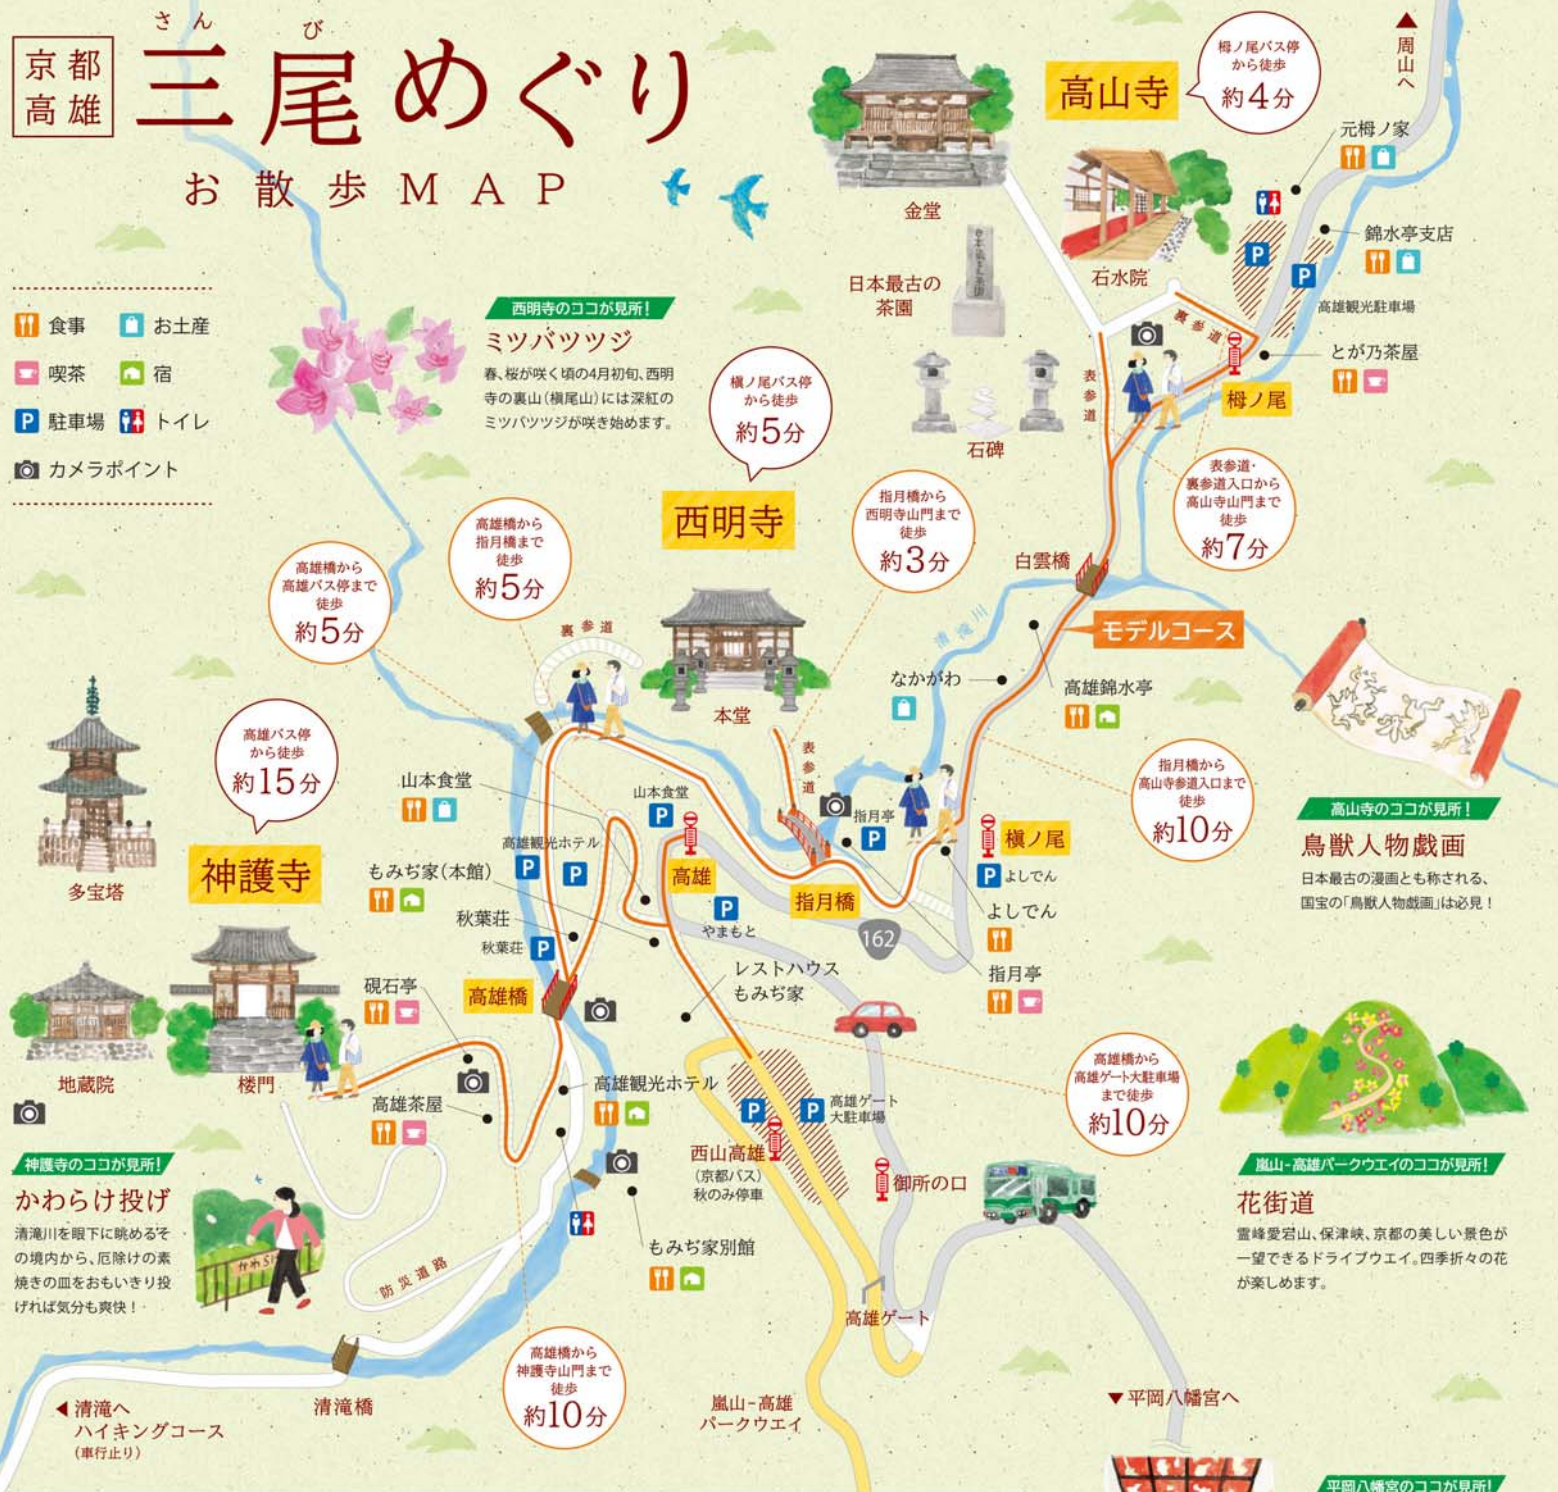 京都
高雄
さん び
三尾めぐり
お散歩MAP
食事
お土産
喫茶
宿
P 駐車場
トイレ
カメラポイント
西明寺のココが見所!
ミツバツツジ
春、桜が咲く頃の4月初旬、西明
寺の裏山(槇尾山)には深紅の
ミツバツツジが咲き始めます。
金堂
高山寺
栂ノ尾バス停
から徒歩
約4分
▲周山へ
元栂ノ家
錦水亭支店
P
P
高雄観光駐車場
石水院
日本最古の
茶園
裏参道
表参道
とが乃茶屋
栂ノ尾
石碑
表参道・
裏参道入口から
高山寺山門まで
徒歩
約7分
槇ノ尾バス停
から徒歩
約5分
西明寺
指月橋から
西明寺山門まで
徒歩
約3分
白雲橋
モデルコース
清滝川
高雄橋から
指月橋まで
徒歩
約5分
高雄橋から
高雄バス停まで
徒歩
約5分
裏参道
本堂
表参道
なかがわ
高雄錦水亭
指月橋から
高山寺参道入口まで
徒歩
約10分
高山寺のココが見所!
鳥獣人物戯画
日本最古の漫画とも称される、
国宝の「鳥獣人物戯画」は必見!
高雄バス停
から徒歩
約15分
神護寺
多宝塔
山本食堂
山本食堂
P
高雄観光ホテル
P
P
もみぢ家(本館)
高雄
指月亭
P
槇ノ尾
P よしでん
よしでん
指月橋
162
指月亭
P
やまもと
秋葉荘
秋葉荘 P
レストハウス
もみぢ家
高雄橋
硯石亭
地蔵院
楼門
高雄茶屋
高雄観光ホテル
P
P 高雄ゲート
大駐車場
高雄橋から
高雄ゲート大駐車場
まで徒歩
約10分
西山高雄
(京都バス)
秋のみ停車
御所の口
もみぢ家別館
神護寺のココが見所!
かわらけ投げ
清滝川を眼下に眺めるそ
の境内から、厄除けの素
焼きの皿をおもいきり投
げれば気分も爽快!
防災道路
嵐山-高雄パークウエイのココが見所!
花街道
霊峰愛宕山、保津峡、京都の美しい景色が
一望できるドライブウエイ。四季折々の花
が楽しめます。
高雄ゲート
高雄橋から
神護寺山門まで
徒歩
約10分
清滝橋
◀清滝へ
ハイキングコース
(車行止り)
嵐山-高雄
パークウエイ
▼平岡八幡宮へ
平岡八幡宮のココが見所!